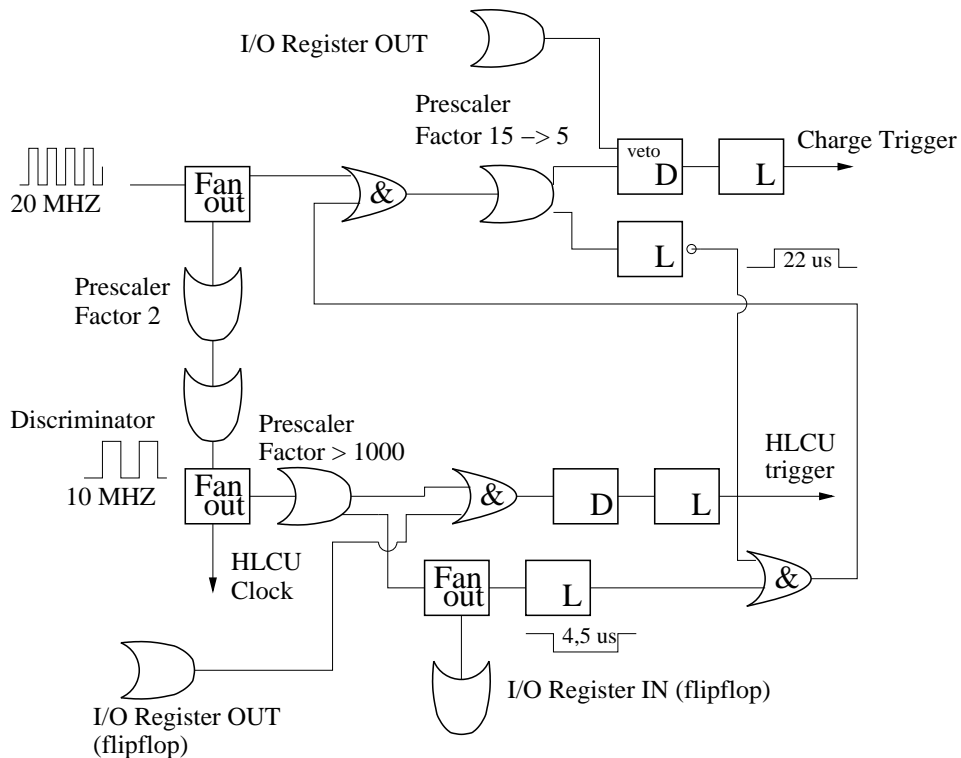 I/O Register OUT
Prescaler
Factor 15 -> 5
veto
D
L
Charge Trigger
20 MHZ
Fan
out
&
L
22 us
Prescaler
Factor 2
Discriminator
10 MHZ
Prescaler
Factor > 1000
Fan
out
&
D
L
HLCU
trigger
HLCU
Clock
Fan
out
L
&
4,5 us
I/O Register OUT
(flipflop)
I/O Register IN (flipflop)